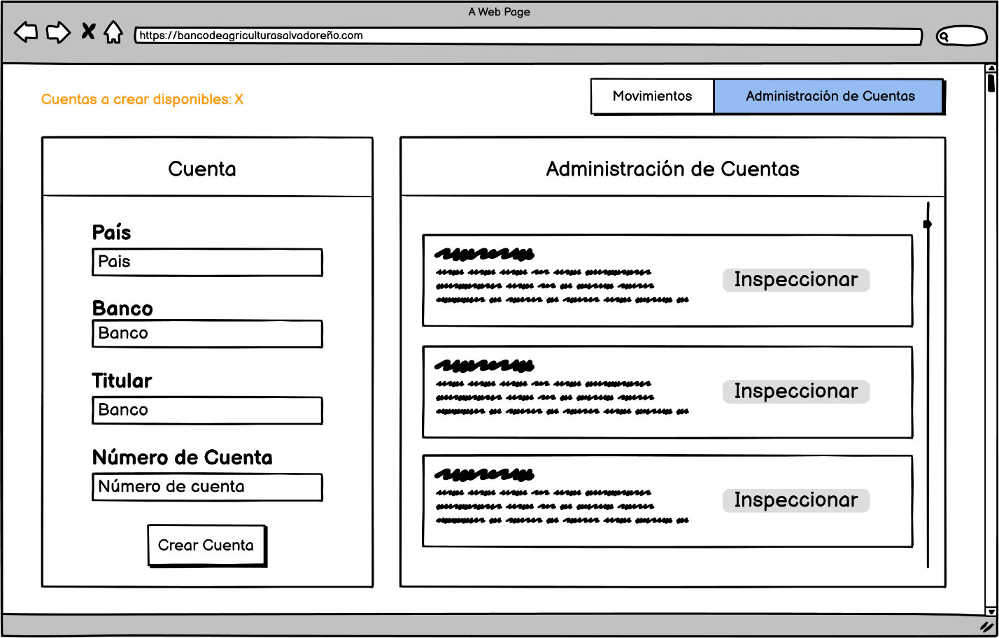 A Web Page
https://bancodeagriculturasalvadoreño.com
Cuentas a crear disponibles: X
Movimientos
Administración de Cuentas
Cuenta
País
Pais
Banco
Banco
Titular
Banco
Número de Cuenta
Número de cuenta
Crear Cuenta
Administración de Cuentas
Inspeccionar
Inspeccionar
Inspeccionar